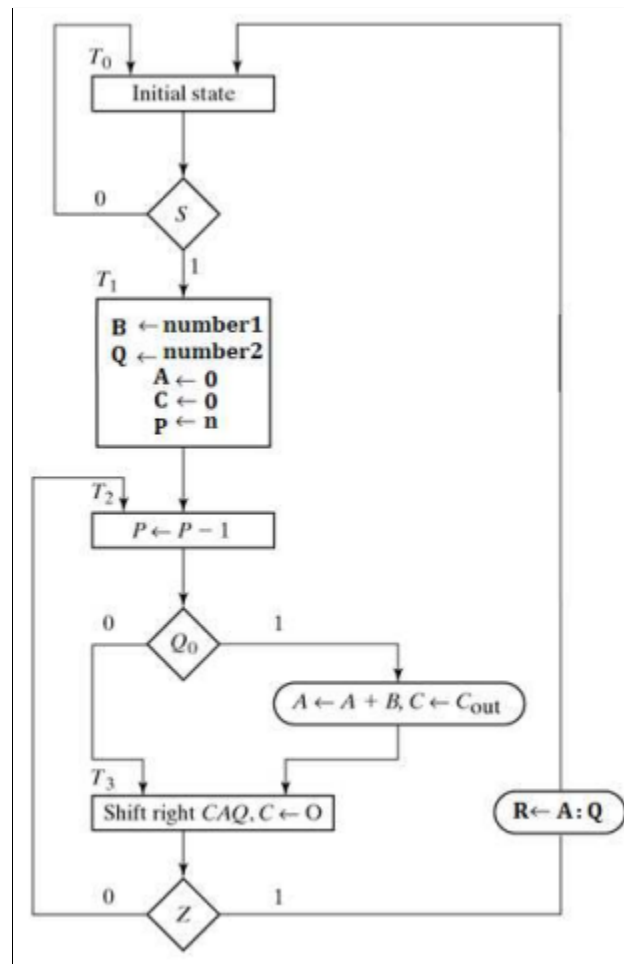 T0
Initial state
0
S
1
T1
B ← number1
Q ← number2
A ← 0
C ← 0
P ← n
T2
P ← P − 1
0
Q0
1
A ← A + B, C ← Cout
T3
Shift right CAQ, C ← O
R← A : Q
0
Z
1